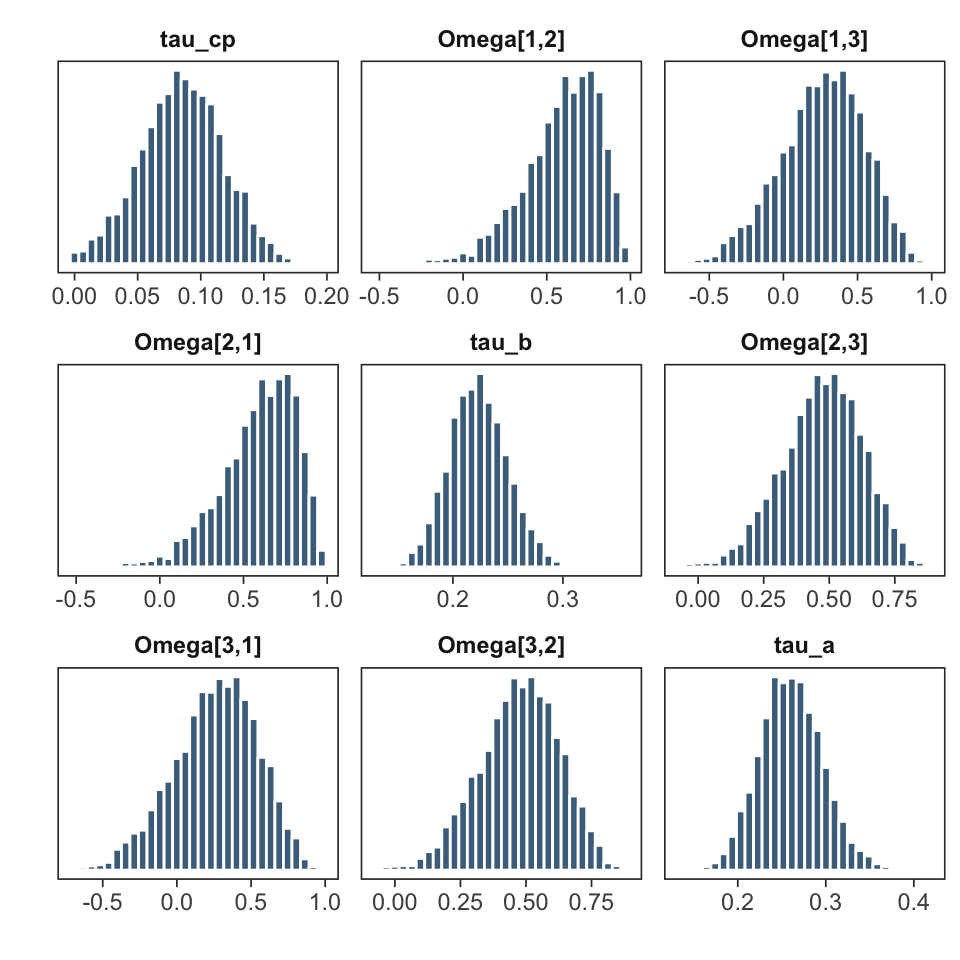 tau_cp Omega[1,2] Omega[1,3]
0.00 0.05 0.10 0.15 0.20 -0.5 0.0 0.5 1.0 -0.5 0.0 0.5 1.0
Omega[2,1] tau_b Omega[2,3]
-0.5 0.0 0.5 1.0 0.2 0.3 0.00 0.25 0.50 0.75
Omega[3,1] Omega[3,2] tau_a
-0.5 0.0 0.5 1.0 0.00 0.25 0.50 0.75 0.2 0.3 0.4